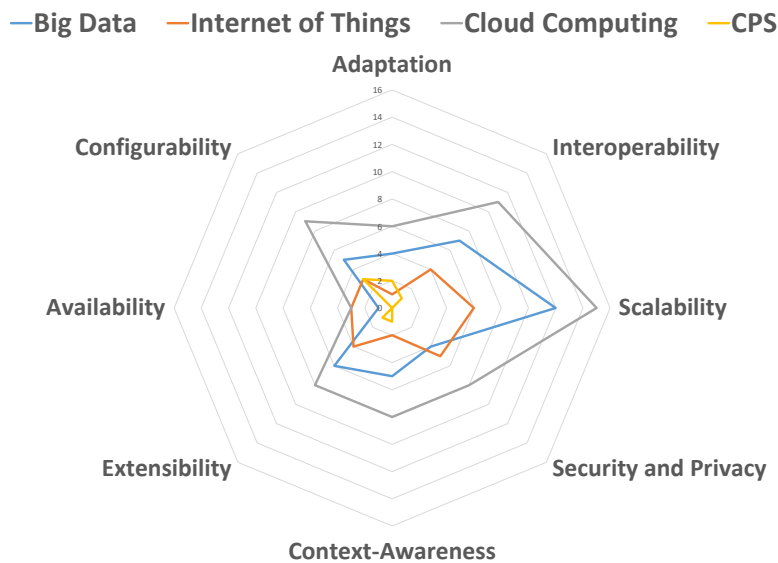 Big Data Internet of Things Cloud Computing CPS
Adaptation
16
14
12
10
8
6
4
2
0
Configurability
Interoperability
Availability
Scalability
Extensibility
Security and Privacy
Context-Awareness